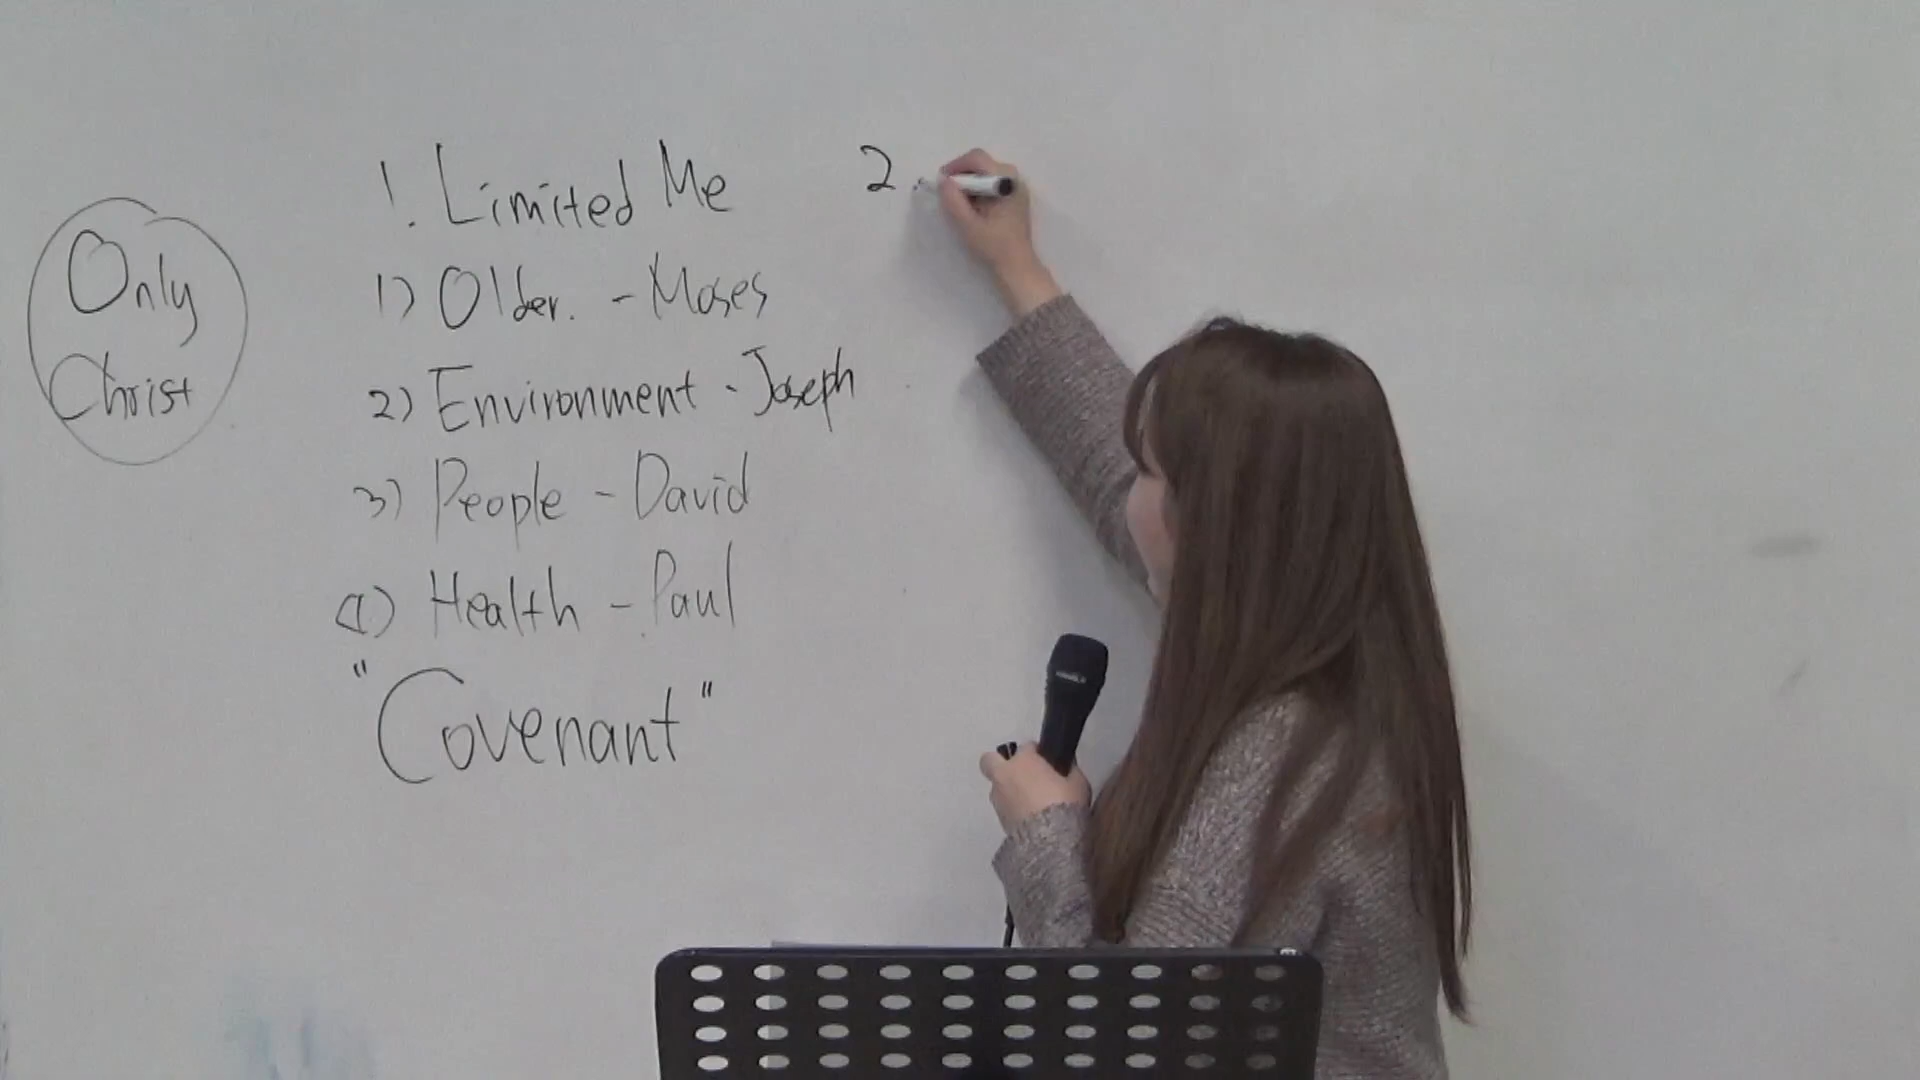 Only
Christ
1. Limited Me
1) Older. - Moses
2) Environment - Joseph
3) People - David
4) Health - Paul
"Covenant"
2.